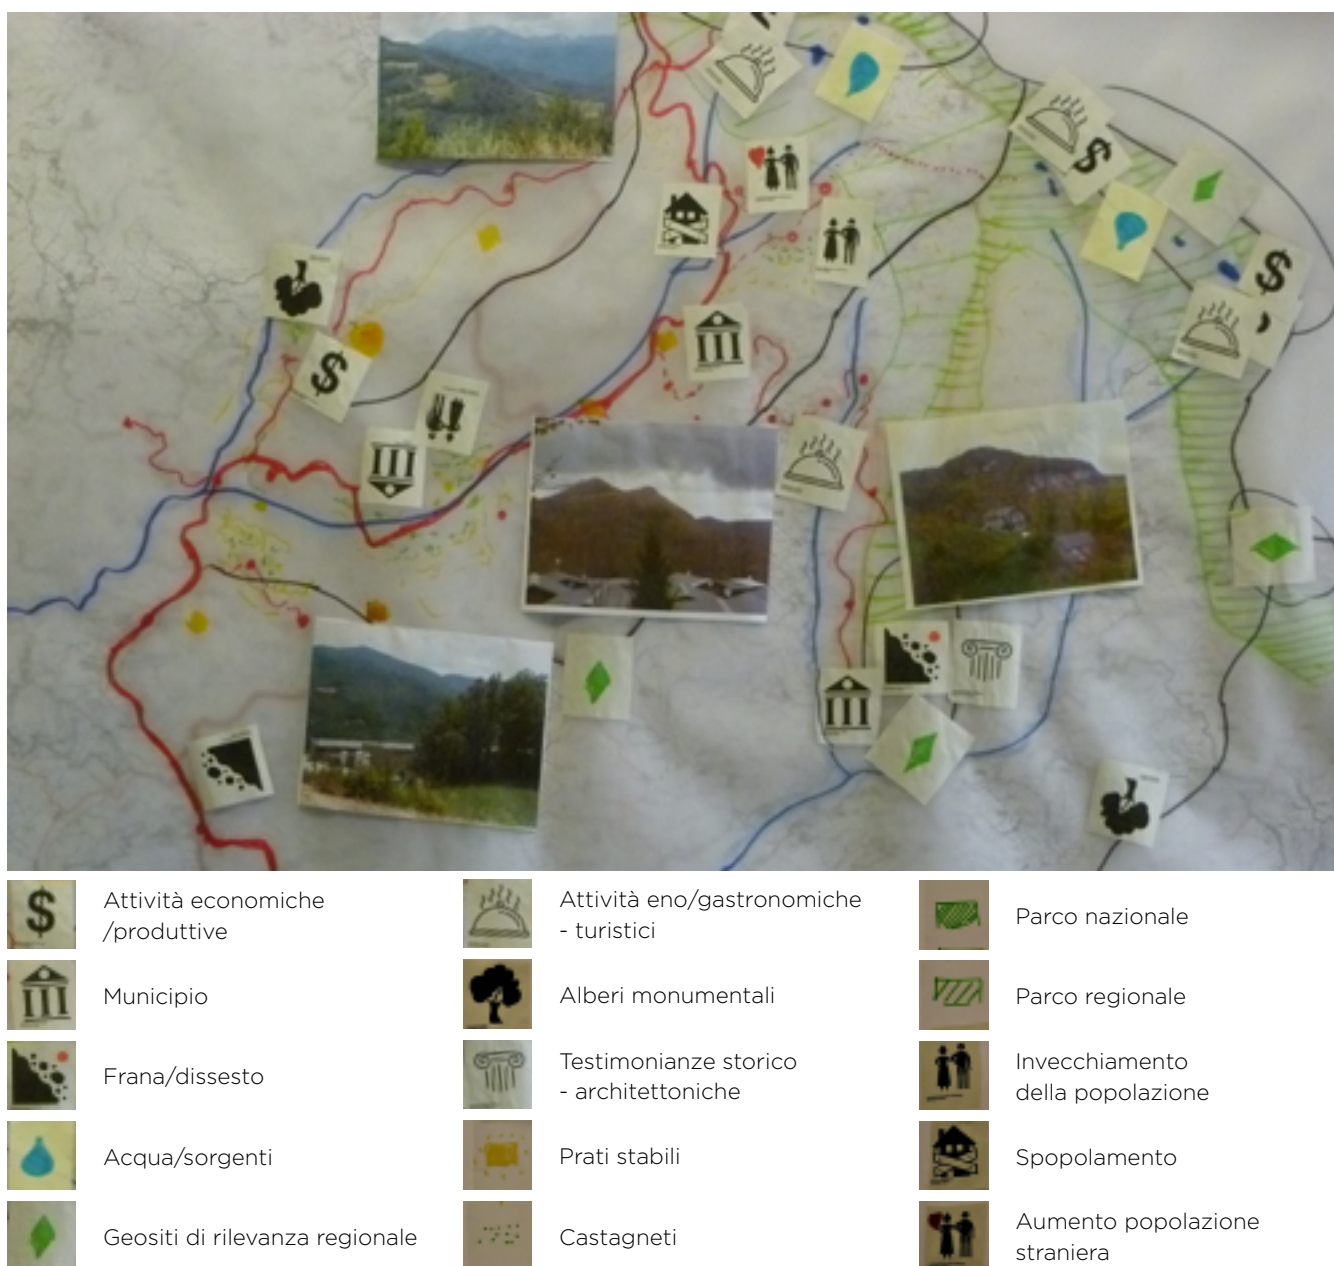 $
$
$
$
Attività economiche
/produttive
Municipio
Frana/dissesto
Acqua/sorgenti
Geositi di rilevanza regionale
Attività eno/gastronomiche
- turistici
Alberi monumentali
Testimonianze storico
- architettoniche
Prati stabili
Castagneti
Parco nazionale
Parco regionale
Invecchiamento
della popolazione
Spopolamento
Aumento popolazione
straniera